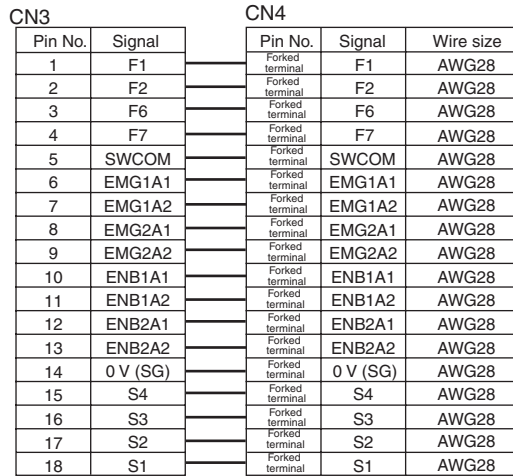 CN3 CN4
Pin No. Signal Pin No. Signal Wire size
1 F1 Forked terminal F1 AWG28
2 F2 Forked terminal F2 AWG28
3 F6 Forked terminal F6 AWG28
4 F7 Forked terminal F7 AWG28
5 SWCOM Forked terminal SWCOM AWG28
6 EMG1A1 Forked terminal EMG1A1 AWG28
7 EMG1A2 Forked terminal EMG1A2 AWG28
8 EMG2A1 Forked terminal EMG2A1 AWG28
9 EMG2A2 Forked terminal EMG2A2 AWG28
10 ENB1A1 Forked terminal ENB1A1 AWG28
11 ENB1A2 Forked terminal ENB1A2 AWG28
12 ENB2A1 Forked terminal ENB2A1 AWG28
13 ENB2A2 Forked terminal ENB2A2 AWG28
14 0 V (SG) Forked terminal 0 V (SG) AWG28
15 S4 Forked terminal S4 AWG28
16 S3 Forked terminal S3 AWG28
17 S2 Forked terminal S2 AWG28
18 S1 Forked terminal S1 AWG28